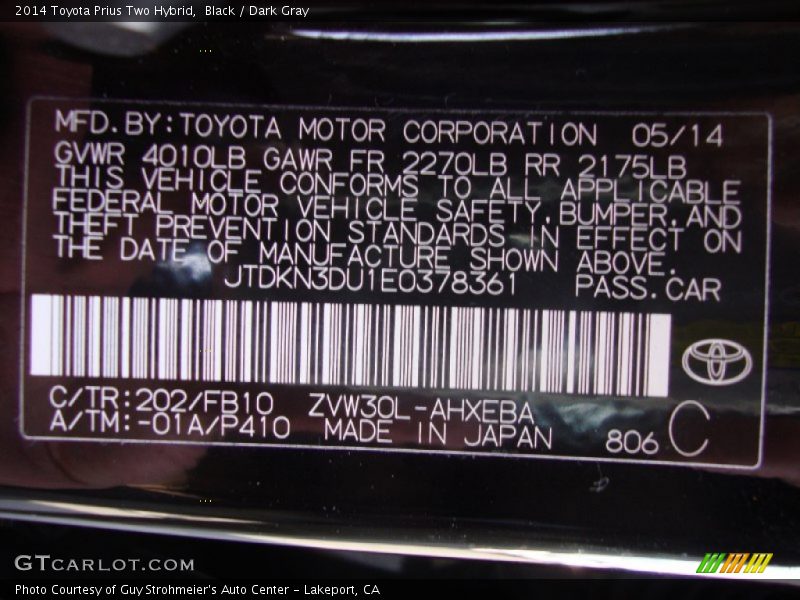 2014 Toyota Prius Two Hybrid,  Black / Dark Gray
MFD.BY:TOYOTA MOTOR CORPORATION 05/14
GVWR 4010LB GAWR FR 2270LB RR 2175LB
THIS VEHICLE CONFORMS TO ALL APPLICABLE
FEDERAL MOTOR VEHICLE SAFETY,BUMPER,AND
THEFT PREVENTION STANDARDS IN EFFECT ON
THE DATE OF MANUFACTURE SHOWN ABOVE.
JTDKN3DU1E0378361 PASS.CAR
C/TR:202/FB10 ZVW30L-AHXEBA
A/TM:-01A/P410 MADE IN JAPAN 806 C
GTCARLOT.COM
Photo Courtesy of Guy Strohmeier's Auto Center - Lakeport, CA